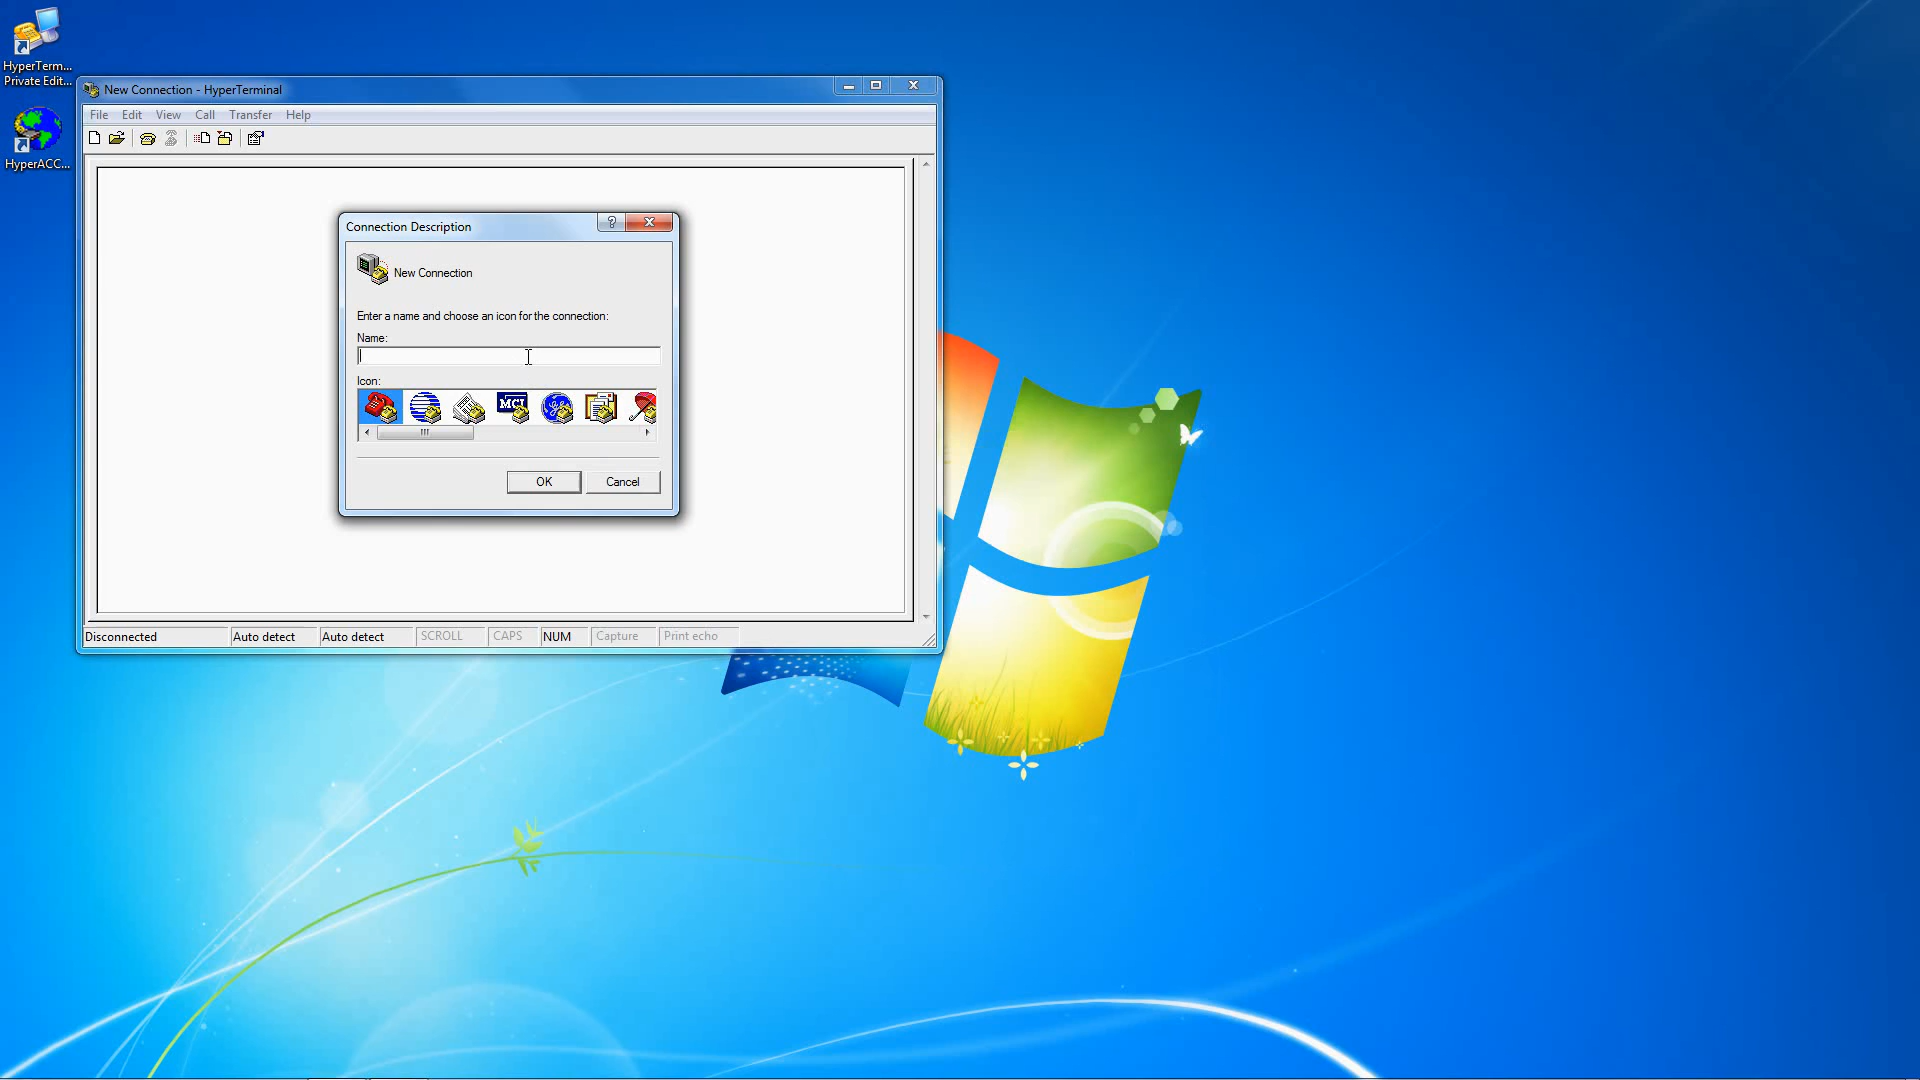 HyperTerm...
Private Edit...
HyperACC...
New Connection - HyperTerminal
File Edit View Call Transfer Help
Connection Description
?
New Connection
Enter a name and choose an icon for the connection:
Name:
Icon:
MCI
OK Cancel
Disconnected Auto detect Auto detect SCROLL CAPS NUM Capture Print echo